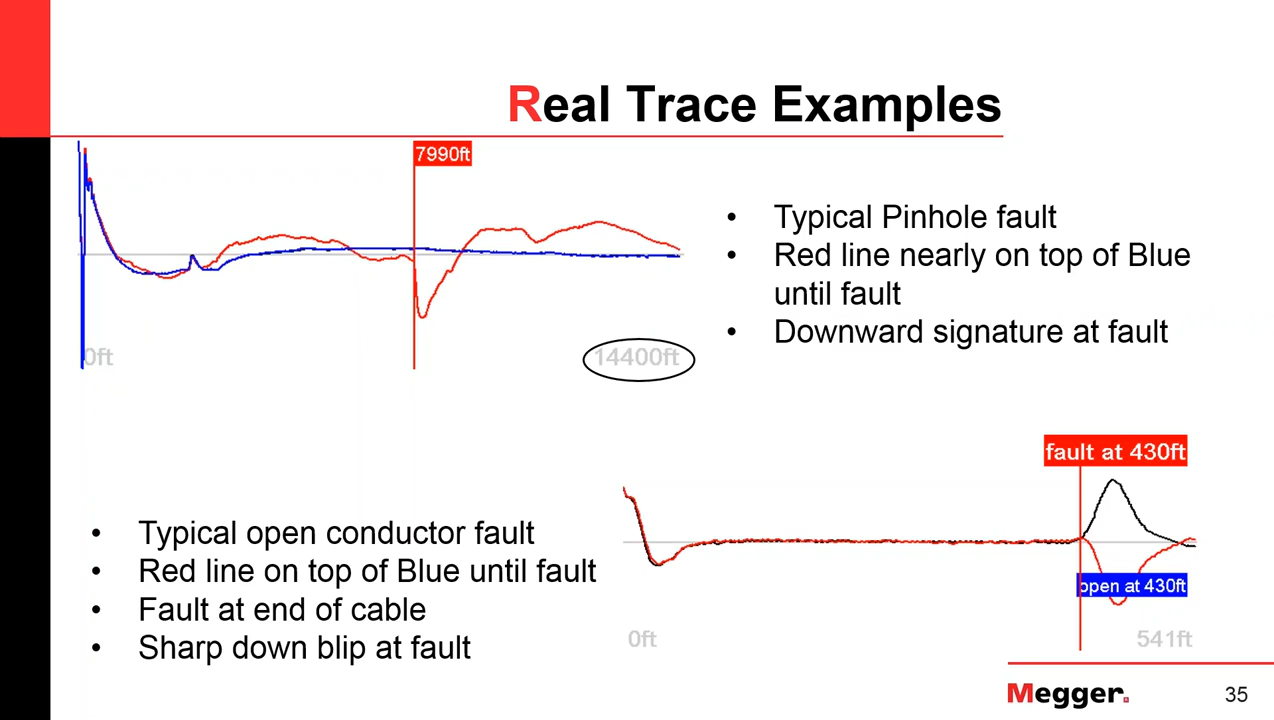 Real Trace Examples
7990ft
0ft
14400ft
• Typical Pinhole fault
• Red line nearly on top of Blue
until fault
• Downward signature at fault
• Typical open conductor fault
• Red line on top of Blue until fault
• Fault at end of cable
• Sharp down blip at fault
fault at 430ft
open at 430ft
0ft
541ft
Megger.
35